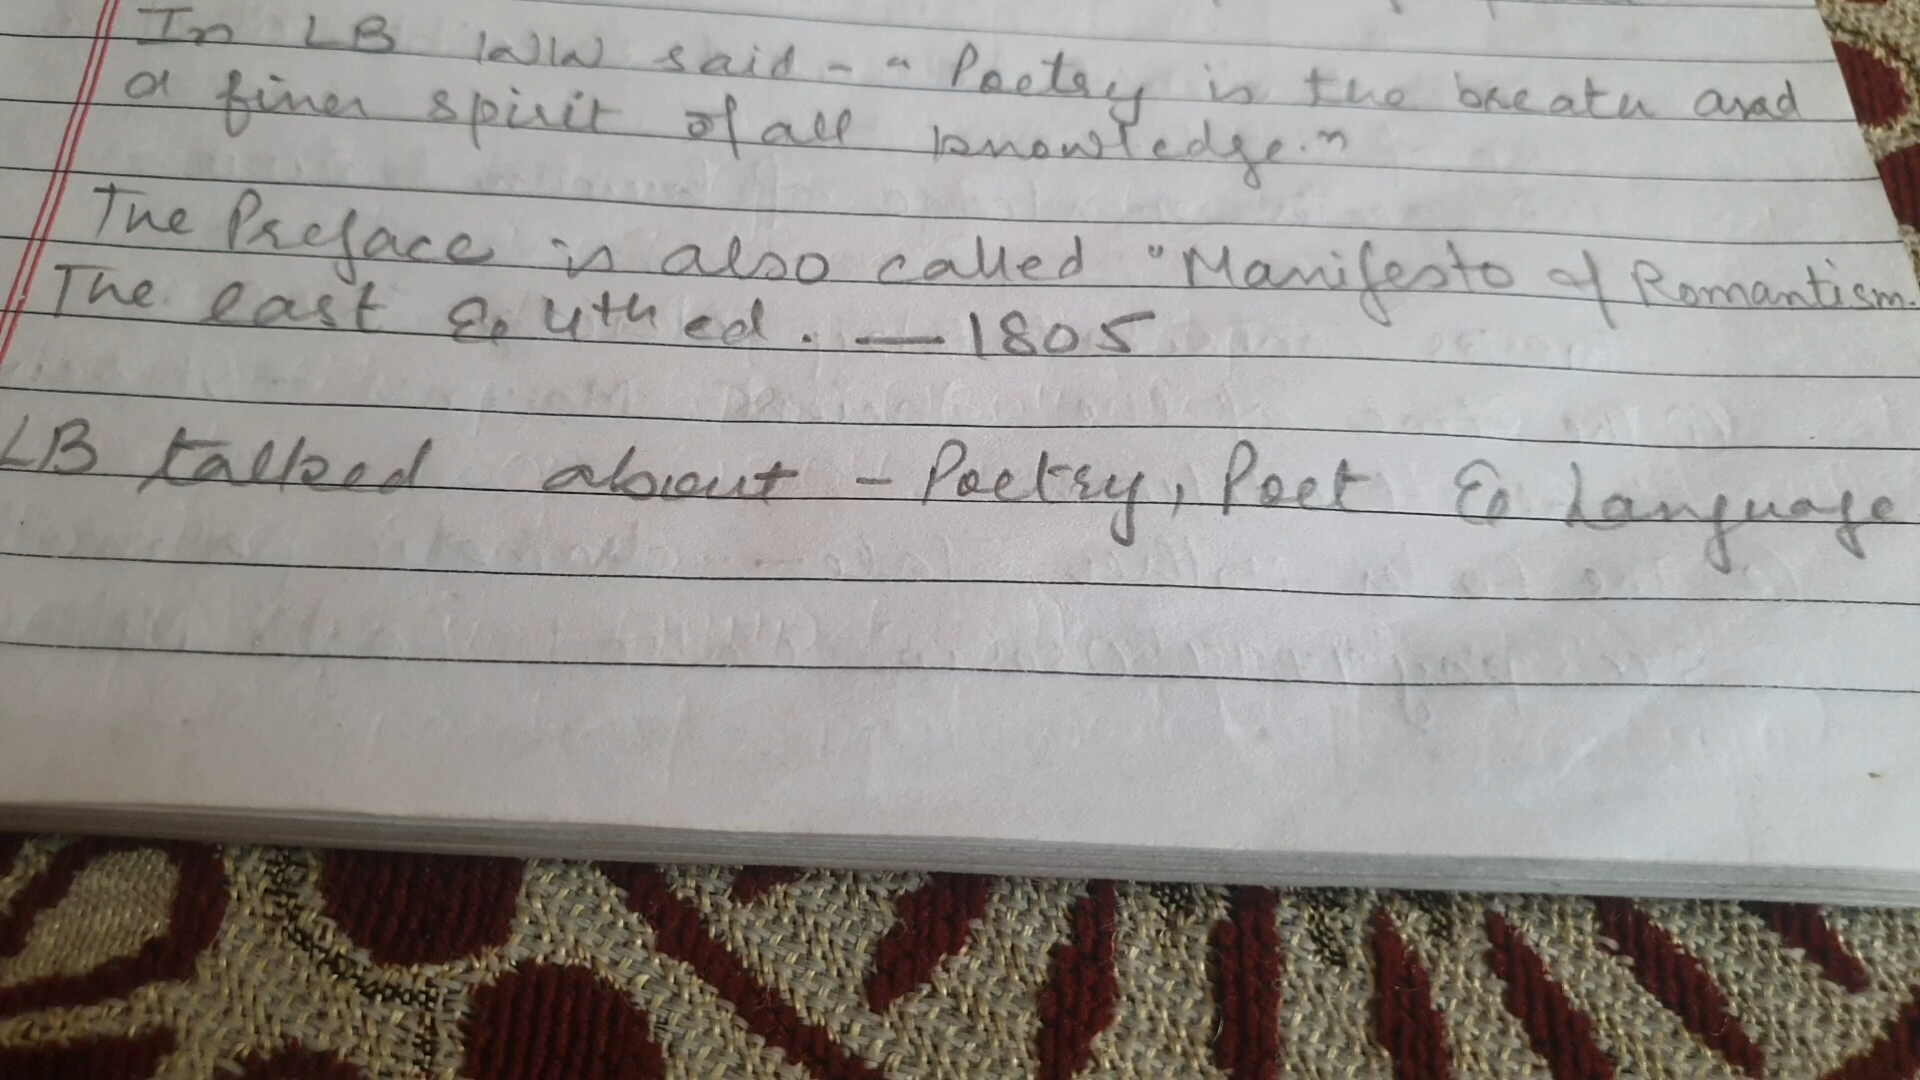 In LB WW said - "Poetry is the breath and
a finer spirit of all knowledge."
The Preface is also called "Manifesto of Romantism.
The last & 4th ed. — 1805
LB talked about - Poetry, Poet & Language